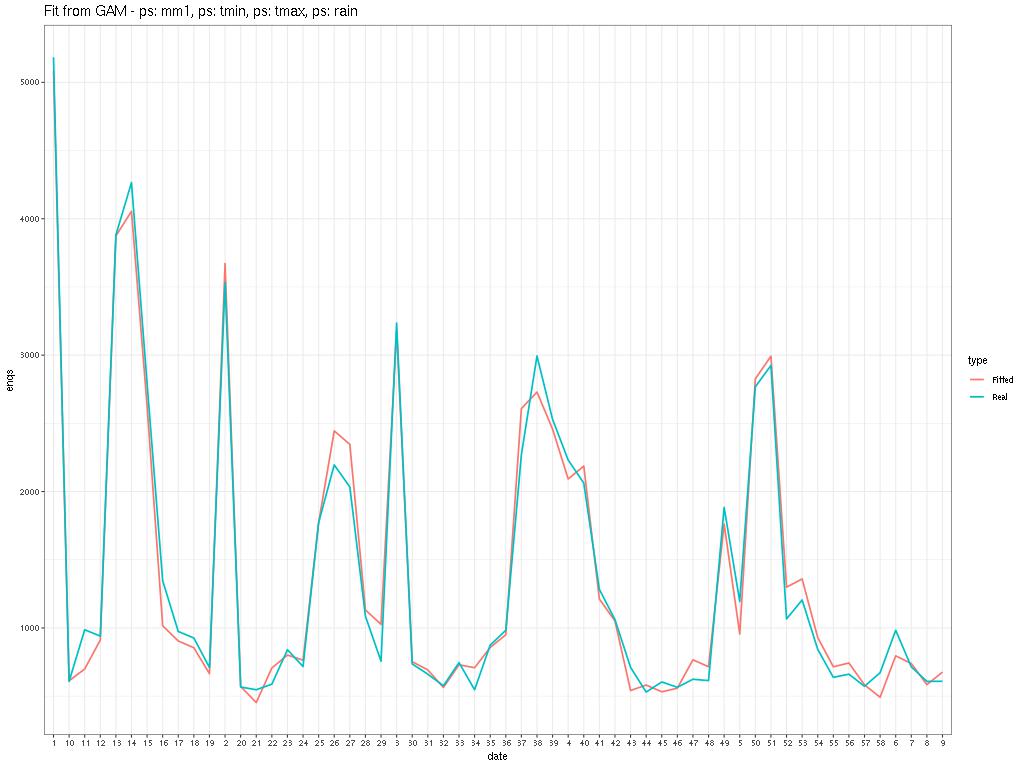 Fit from GAM - ps: mm1, ps: tmin, ps: tmax, ps: rain
5000
4000
3000
2000
1000
enqs
1 10 11 12 13 14 15 16 17 18 19 2 20 21 22 23 24 25 26 27 28 29 3 30 31 32 33 34 35 36 37 38 39 4 40 41 42 43 44 45 46 47 48 49 5 50 51 52 53 54 55 56 57 58 6 7 8 9
date
type
Fitted
Real